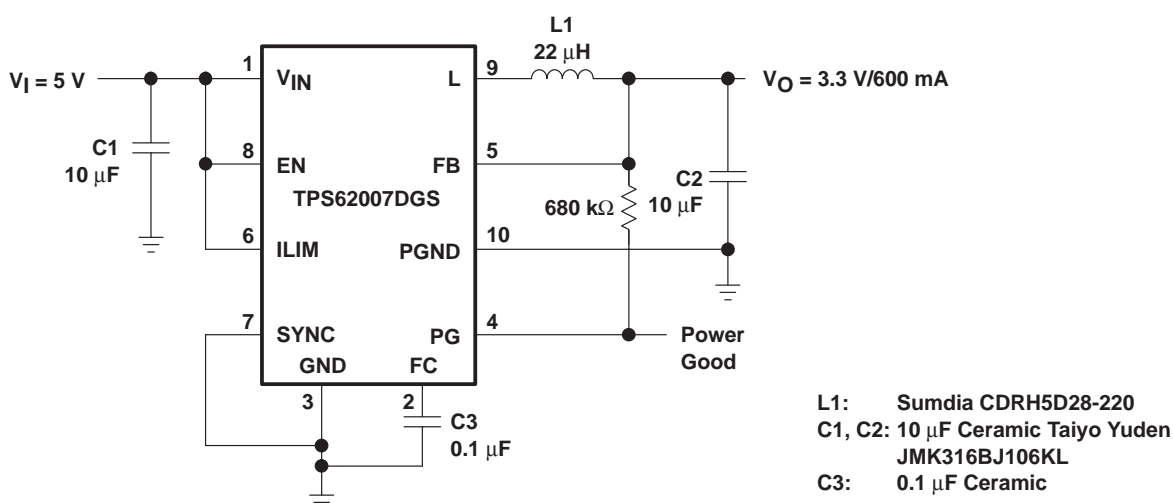 L1
22 μH
VI = 5 V
1
VIN
L
9
VO = 3.3 V/600 mA
C1
10 μF
8
EN
FB
5
TPS62007DGS
680 kΩ
C2
10 μF
6
ILIM
PGND
10
7
SYNC
PG
4
Power
Good
GND
FC
3
2
C3
0.1 μF
L1: Sumdia CDRH5D28-220
C1, C2: 10 μF Ceramic Taiyo Yuden
JMK316BJ106KL
C3: 0.1 μF Ceramic